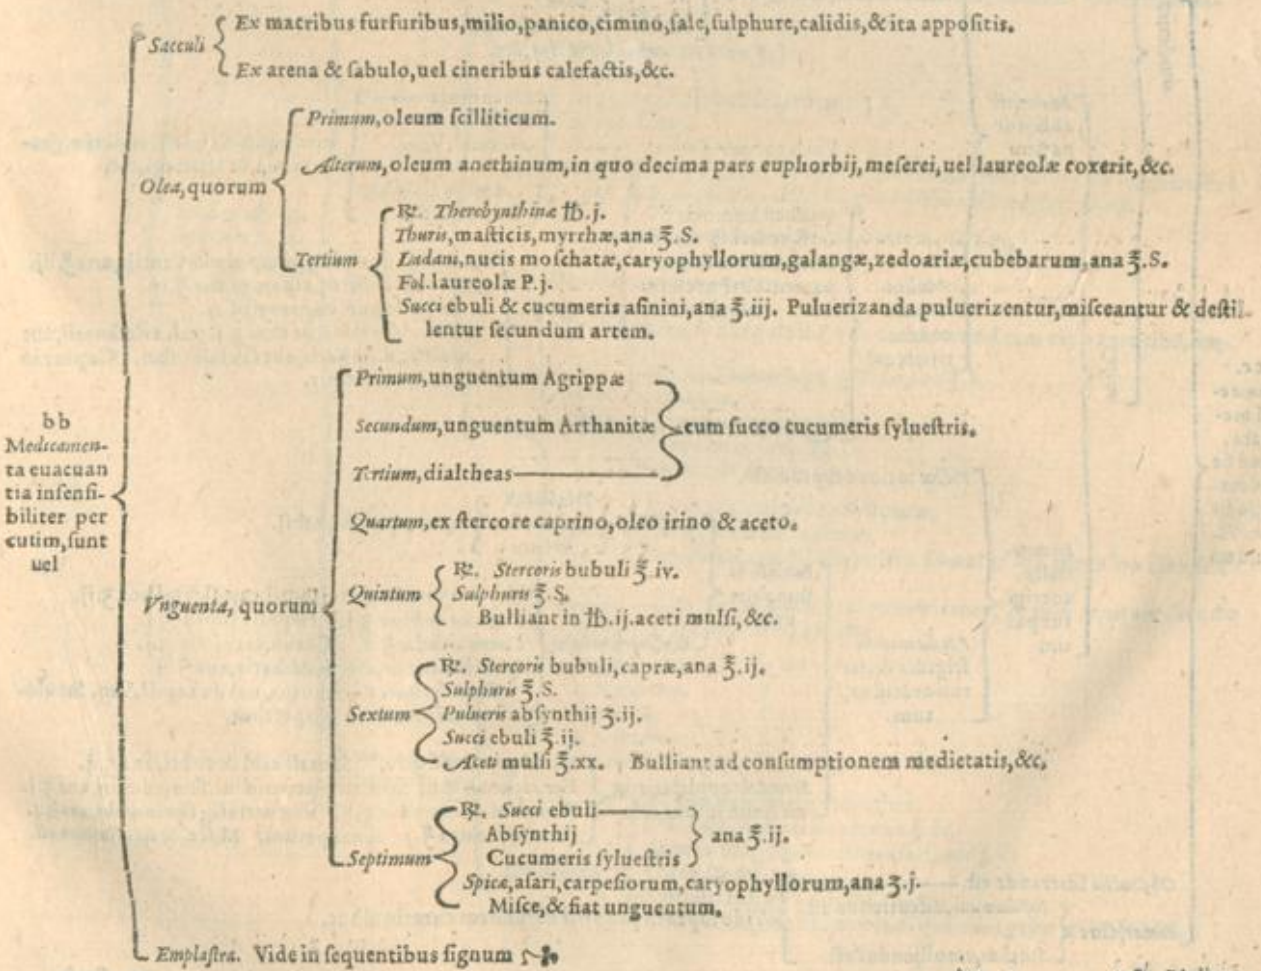 Sacculi
Ex matribus furfuribus, milio, panico, cimino, ſale, ſulphure, calidis, & ita appoſitis.
Ex arena & ſabulo, uel cineribus calefactis, &c.
Olea, quorum
Primum, oleum ſcilliticum.
Alterum, oleum anethinum, in quo decima pars euphorbij, meſerei, uel laureolæ coxerit, &c.
Tertium
℞. Therebynthinæ ℔.j.
Thuris, maſticis, myrrhæ, ana ℥.S.
Ladani, nucis moſchatæ, caryophyllorum, galangæ, zedoariæ, cubebarum, ana ℥.S.
Fol. laureolæ P.j.
Succi ebuli & cucumeris aſinini, ana ℥.iij. Puluerizanda puluerizentur, miſceantur & deſtil
lentur ſecundum artem.
bb
Medicamen-
ta euacuan
tia inſenſi-
biliter per
cutim, ſunt
uel
Vnguenta, quorum
Primum, unguentum Agrippæ
Secundum, unguentum Arthanitæ
cum ſucco cucumeris ſylueſtris.
Tertium, dialtheas
Quartum, ex ſtercore caprino, oleo irino & aceto.
Quintum
℞. Stercoris bubuli ℥.iv.
Sulphuris ℥.S.
Bulliant in ℔.ij. aceti mulſi, &c.
Sextum
℞. Stercoris bubuli, capræ, ana ℥.ij.
Sulphuris ℥.S.
Pulueris abſynthij ʒ.ij.
Succi ebuli ℥.ij.
Aceti mulſi ℥.xx. Bulliant ad conſumptionem medietatis, &c.
Septimum
℞. Succi ebuli
Abſynthij
Cucumeris ſylueſtris
ana ℥.ij.
Spicæ, aſari, carpeſiorum, caryophyllorum, ana ʒ.j.
Miſce, & fiat unguentum.
Emplaſtra. Vide in ſequentibus ſignum